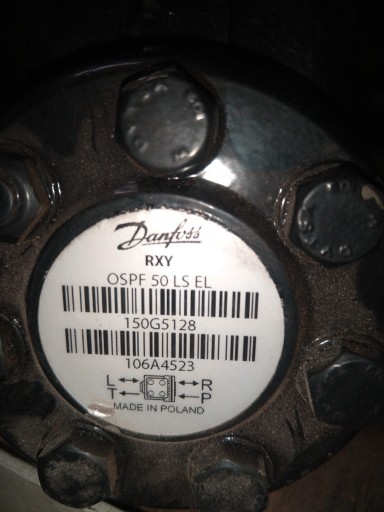 Danfoss
RXY
OSPF 50 LS EL
150G5128
106A4523
L R
T P
MADE IN POLAND